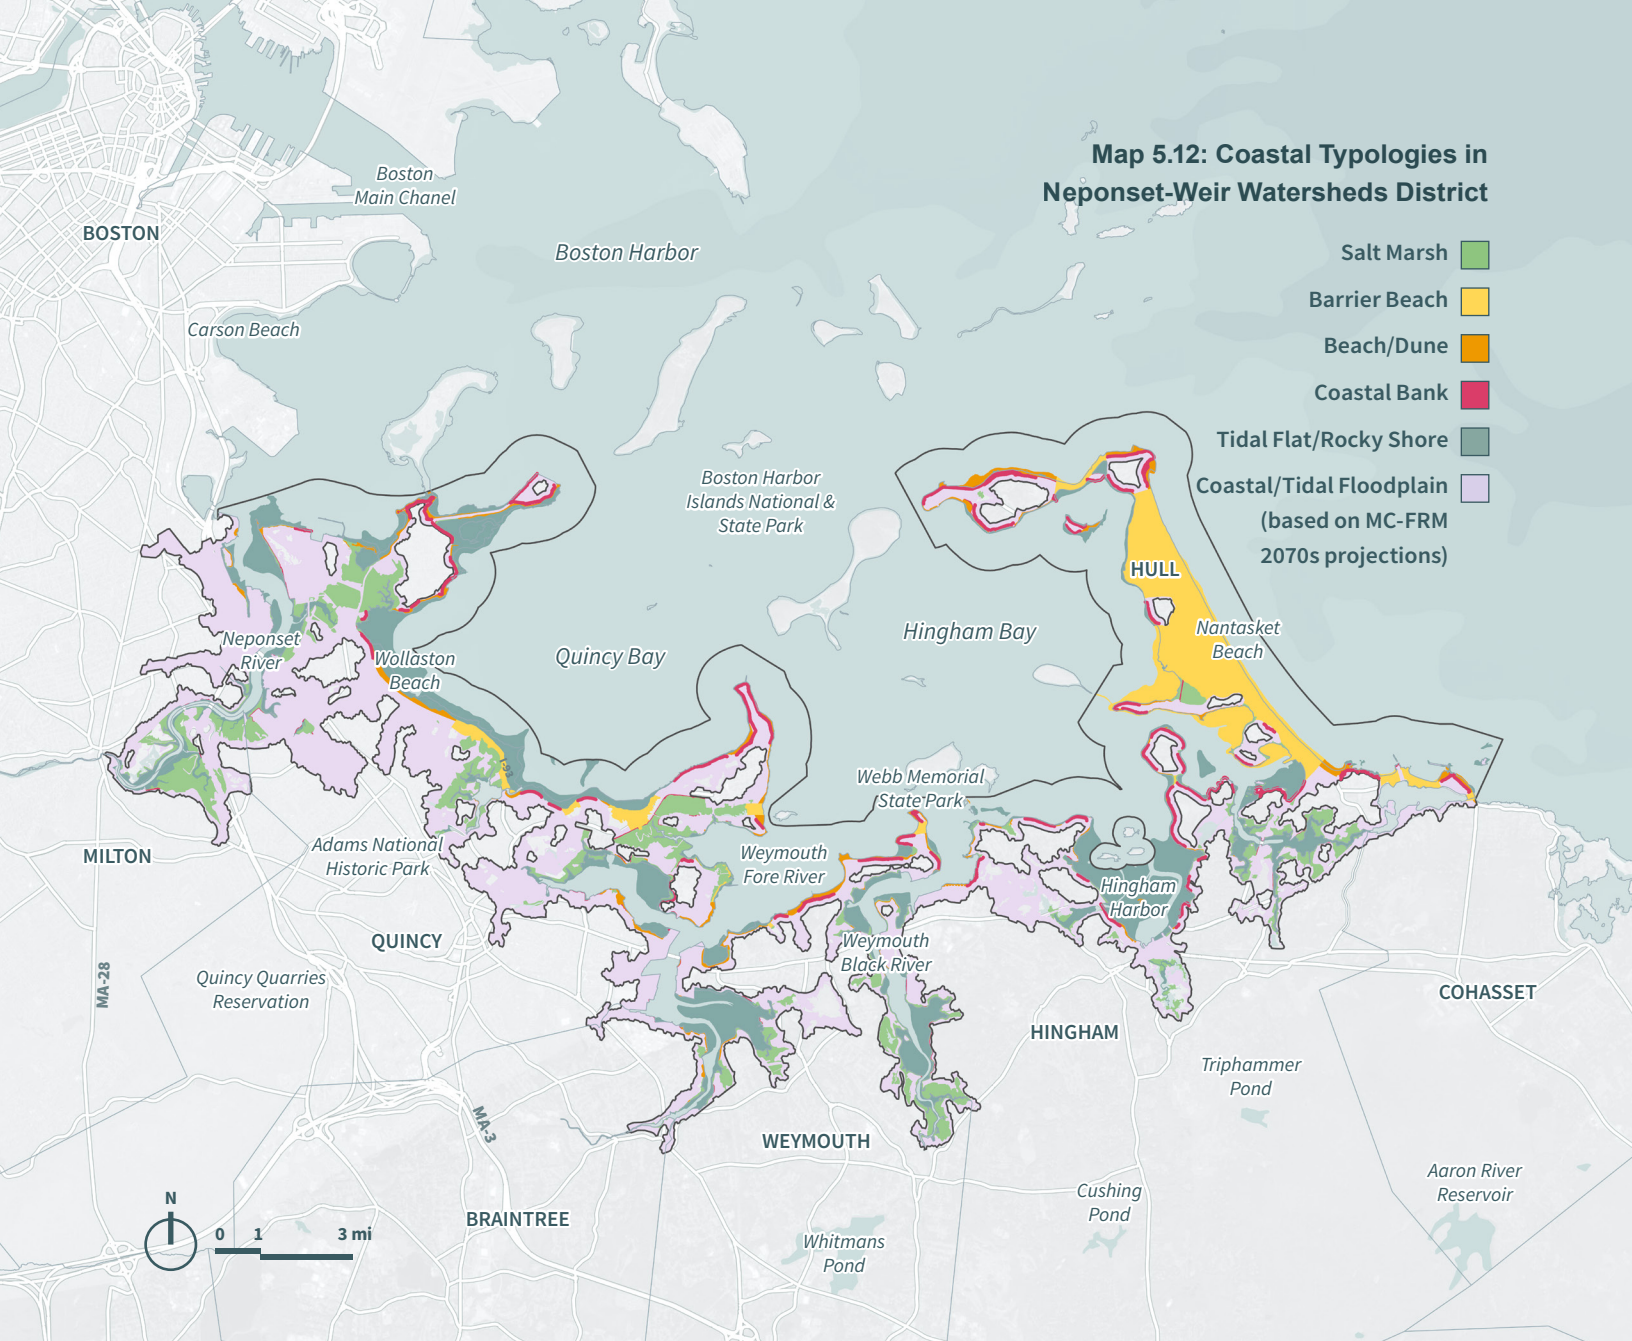 Map 5.12: Coastal Typologies in
Neponset-Weir Watersheds District
Salt Marsh
Barrier Beach
Beach/Dune
Coastal Bank
Tidal Flat/Rocky Shore
Coastal/Tidal Floodplain
(based on MC-FRM
2070s projections)
Boston
Main Chanel
BOSTON
Boston Harbor
Carson Beach
Boston Harbor
Islands National &
State Park
HULL
Nantasket
Beach
Hingham Bay
Neponset
River
Wollaston
Beach
Quincy Bay
Webb Memorial
State Park
MILTON
Adams National
Historic Park
Weymouth
Fore River
Hingham
Harbor
QUINCY
Weymouth
Black River
MA-28
Quincy Quarries
Reservation
COHASSET
HINGHAM
Triphammer
Pond
MA-3
WEYMOUTH
Aaron River
Reservoir
Cushing
Pond
N
0 1 3 mi
BRAINTREE
Whitmans
Pond